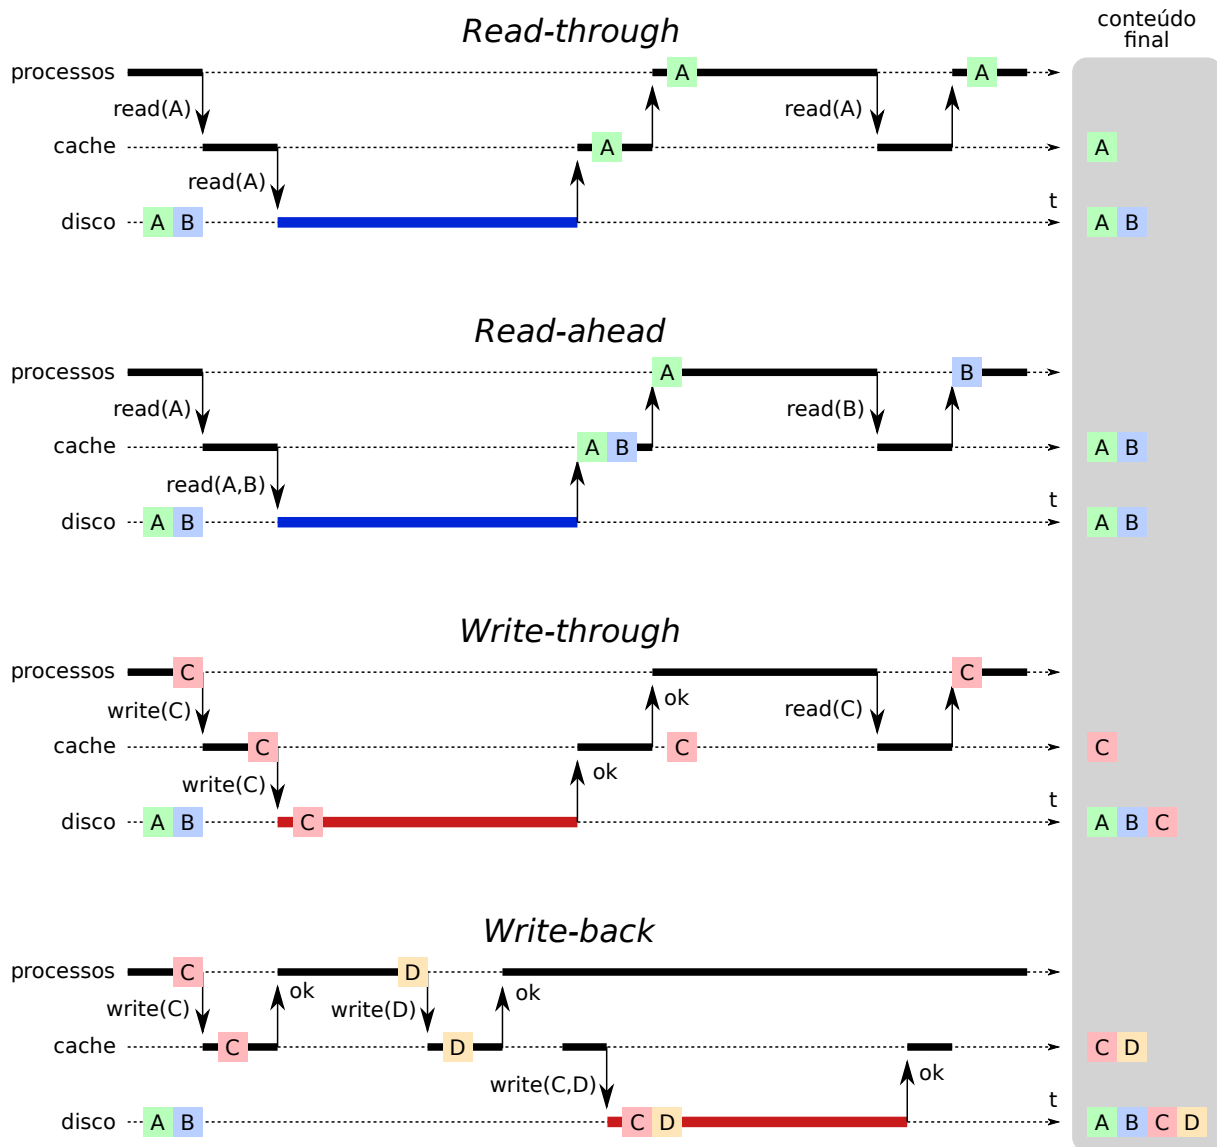 Read-through
conteúdo
final
processos
A
A
read(A)
read(A)
cache
A
A
read(A)
t
disco
A B
A B
Read-ahead
processos
A
B
read(A)
read(B)
cache
A B
A B
read(A,B)
t
disco
A B
A B
Write-through
processos
C
C
write(C)
ok
read(C)
cache
C
C
C
write(C)
ok
t
disco
A B
C
A B C
Write-back
processos
C
D
write(C)
ok
write(D)
ok
cache
C
D
C D
write(C,D)
ok
t
disco
A B
C D
A B C D